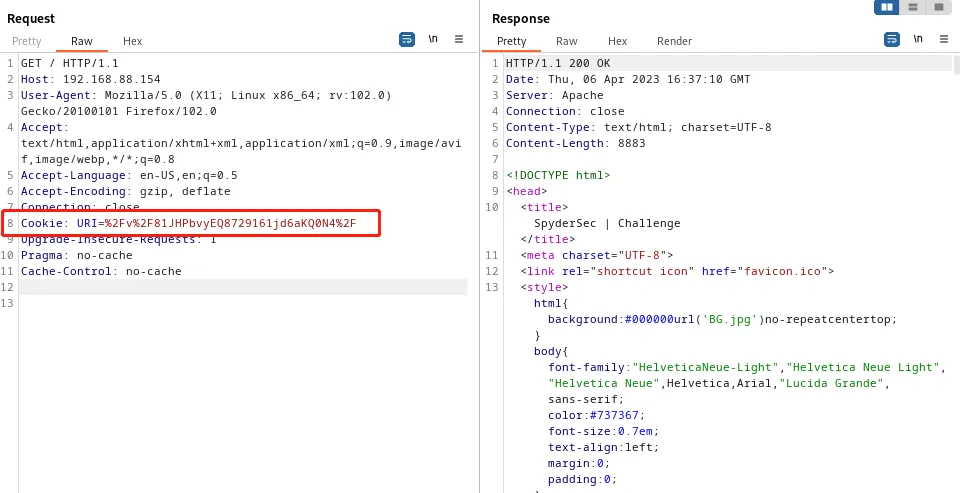 Request
Pretty Raw Hex \n
1 GET / HTTP/1.1
2 Host: 192.168.88.154
3 User-Agent: Mozilla/5.0 (X11; Linux x86_64; rv:102.0)
Gecko/20100101 Firefox/102.0
4 Accept:
text/html,application/xhtml+xml,application/xml;q=0.9,image/avi
f,image/webp,*/*;q=0.8
5 Accept-Language: en-US,en;q=0.5
6 Accept-Encoding: gzip, deflate
7 Connection: close
8 Cookie: URI=%2Fv%2F81JHPbvyEQ8729161jd6aKQ0N4%2F
9 Upgrade-Insecure-Requests: 1
10 Pragma: no-cache
11 Cache-Control: no-cache
12
13
Response
Pretty Raw Hex Render \n
1 HTTP/1.1 200 OK
2 Date: Thu, 06 Apr 2023 16:37:10 GMT
3 Server: Apache
4 Connection: close
5 Content-Type: text/html; charset=UTF-8
6 Content-Length: 8883
7
8 <!DOCTYPE html>
9 <head>
10 <title>
SpyderSec | Challenge
</title>
11 <meta charset="UTF-8">
12 <link rel="shortcut icon" href="favicon.ico">
13 <style>
html{
background:#000000url('BG.jpg')no-repeatcentertop;
}
body{
font-family:"HelveticaNeue-Light","Helvetica Neue Light",
"Helvetica Neue",Helvetica,Arial,"Lucida Grande",
sans-serif;
color:#737367;
font-size:0.7em;
text-align:left;
margin:0;
padding:0;